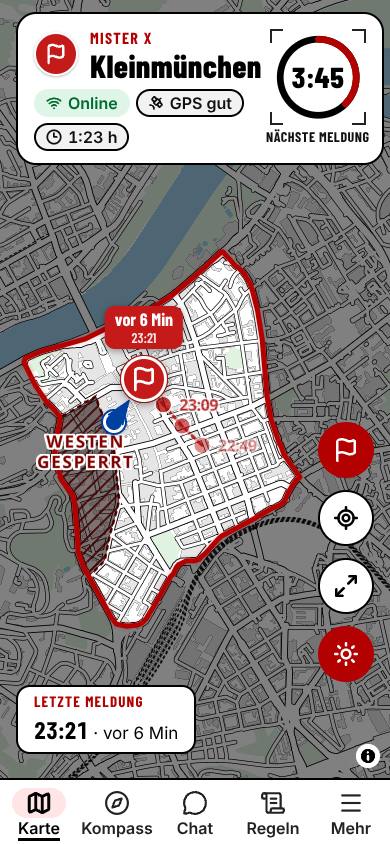 MISTER X
Kleinmünchen
Online
GPS gut
1:23 h
3:45
NÄCHSTE MELDUNG
vor 6 Min
23:21
23:09
22:49
WESTEN
GESPERRT
LETZTE MELDUNG
23:21 · vor 6 Min
Karte
Kompass
Chat
Regeln
Mehr